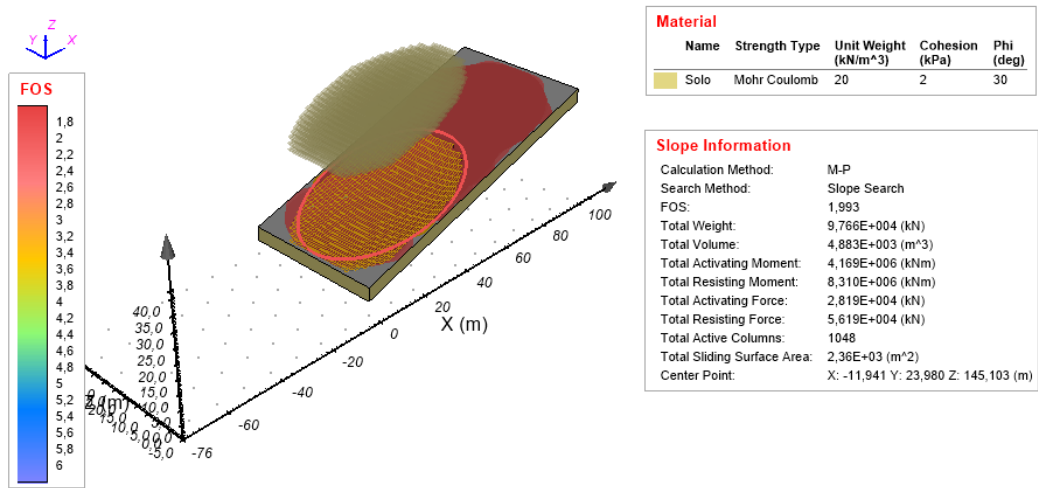 Z
Y X
FOS
1,8
2
2,2
2,4
2,6
2,8
3
3,2
3,4
3,6
3,8
4
4,2
4,4
4,6
4,8
5
5,2
5,4
5,6
5,8
6
Material
Name Strength Type Unit Weight (kN/m^3) Cohesion (kPa) Phi (deg)
Solo Mohr Coulomb 20 2 30
Slope Information
Calculation Method: M-P
Search Method: Slope Search
FOS: 1,993
Total Weight: 9,766E+004 (kN)
Total Volume: 4,883E+003 (m^3)
Total Activating Moment: 4,169E+006 (kNm)
Total Resisting Moment: 8,310E+006 (kNm)
Total Activating Force: 2,819E+004 (kN)
Total Resisting Force: 5,619E+004 (kN)
Total Active Columns: 1048
Total Sliding Surface Area: 2,36E+03 (m^2)
Center Point: X: -11,941 Y: 23,980 Z: 145,103 (m)
100
80
60
40
20
X (m)
0
-20
-40
-60
-76
40,0
35,0
30,0
25,0
20,0
15,0
10,0
5,0
0,0
-5,0